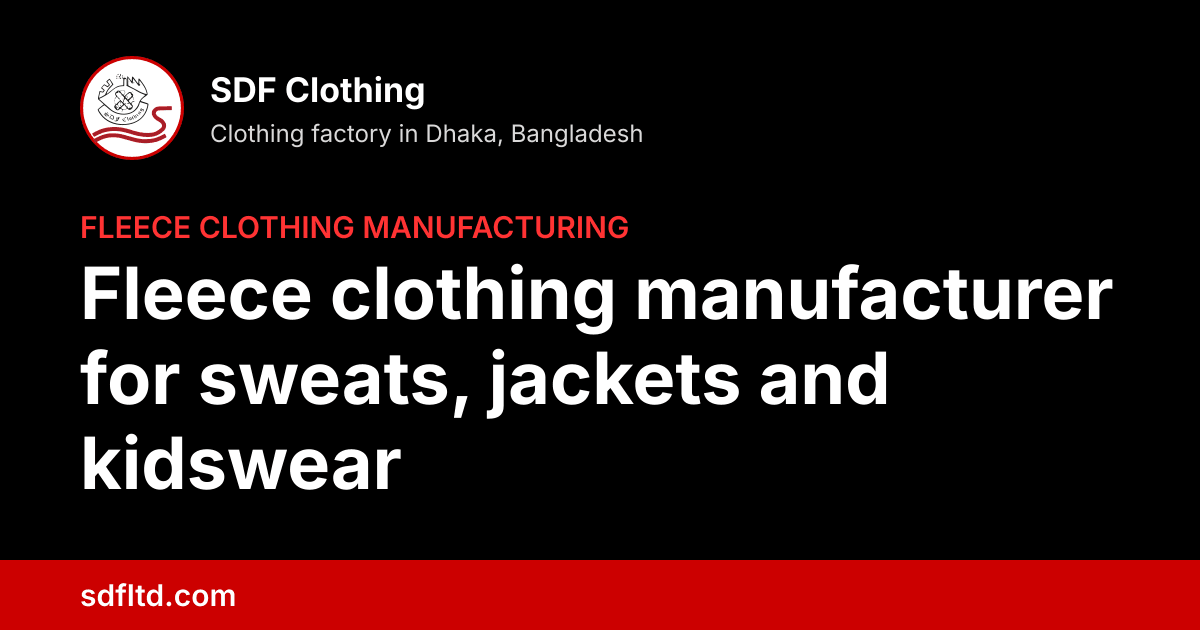 SDF Clothing
Clothing factory in Dhaka, Bangladesh
FLEECE CLOTHING MANUFACTURING
Fleece clothing manufacturer
for sweats, jackets and
kidswear
sdfltd.com